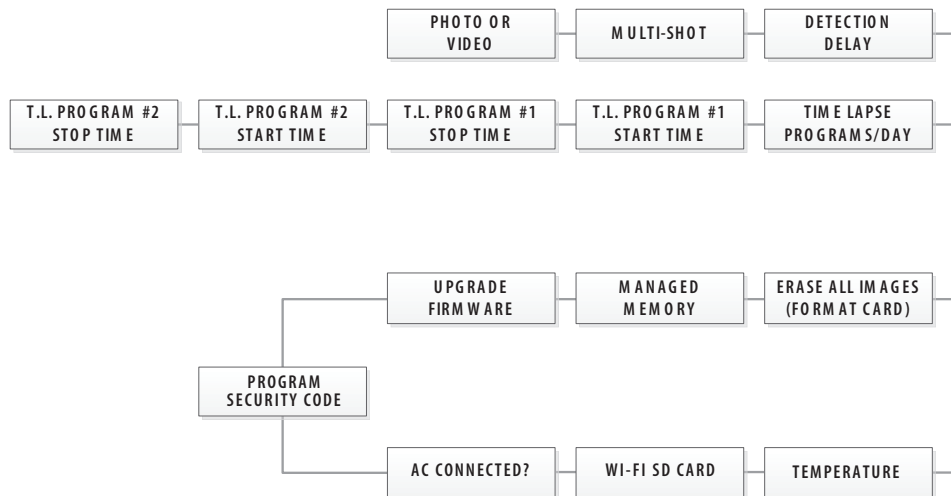 PHOTO OR
VIDEO
MULTI-SHOT
DETECTION
DELAY
T.L. PROGRAM #2
STOP TIME
T.L. PROGRAM #2
START TIME
T.L. PROGRAM #1
STOP TIME
T.L. PROGRAM #1
START TIME
TIME LAPSE
PROGRAMS/DAY
UPGRADE
FIRMWARE
MANAGED
MEMORY
ERASE ALL IMAGES
(FORMAT CARD)
PROGRAM
SECURITY CODE
AC CONNECTED?
WI-FI SD CARD
TEMPERATURE